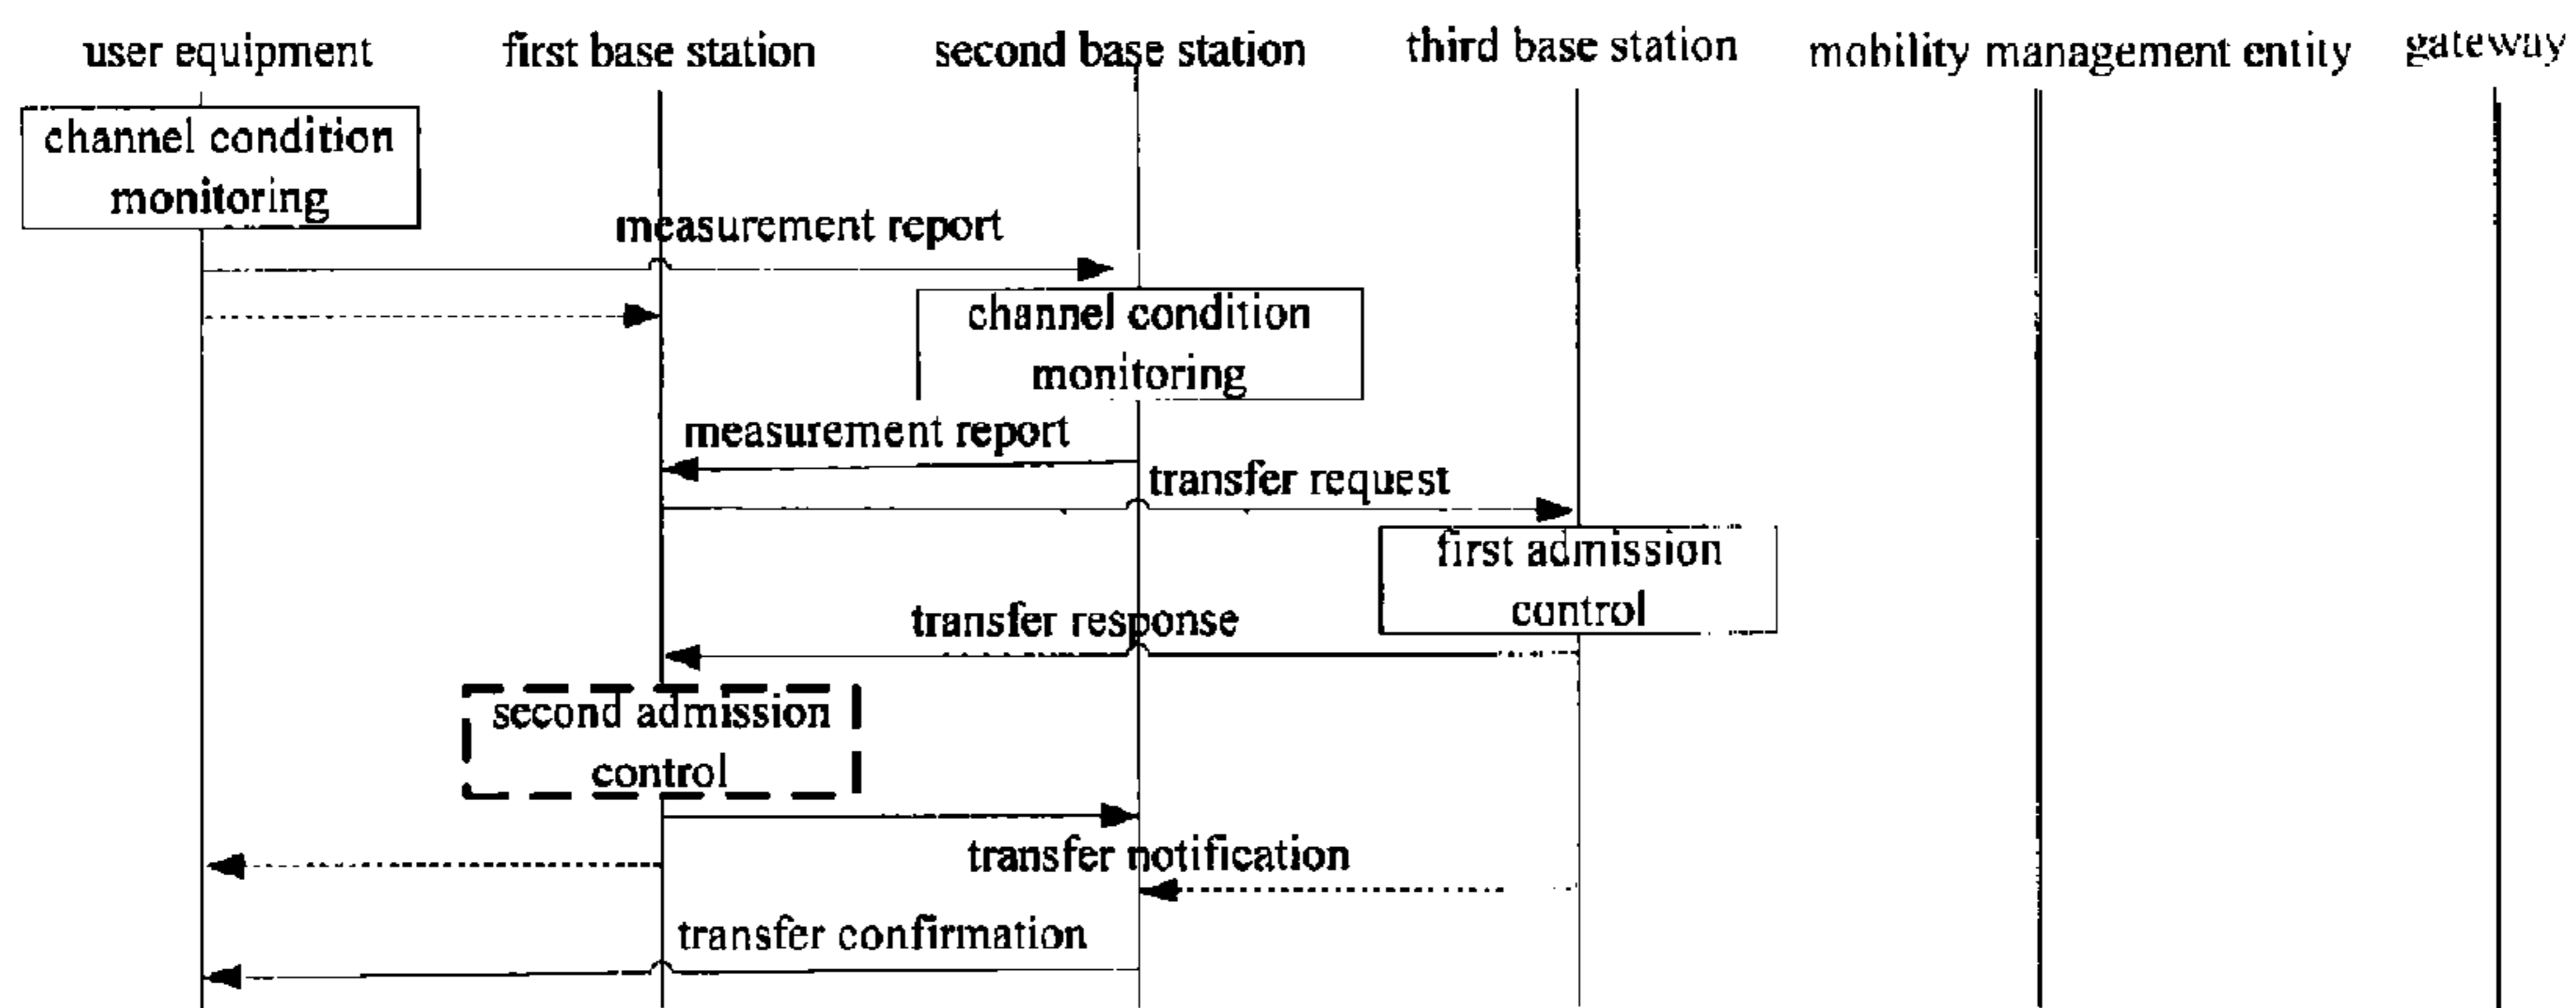 user equipment
first base station
second base station
third base station
mobility management entity
gateway
channel condition
monitoring
measurement report
channel condition
monitoring
measurement report
transfer request
first admission
control
transfer response
second admission
control
transfer notification
transfer confirmation